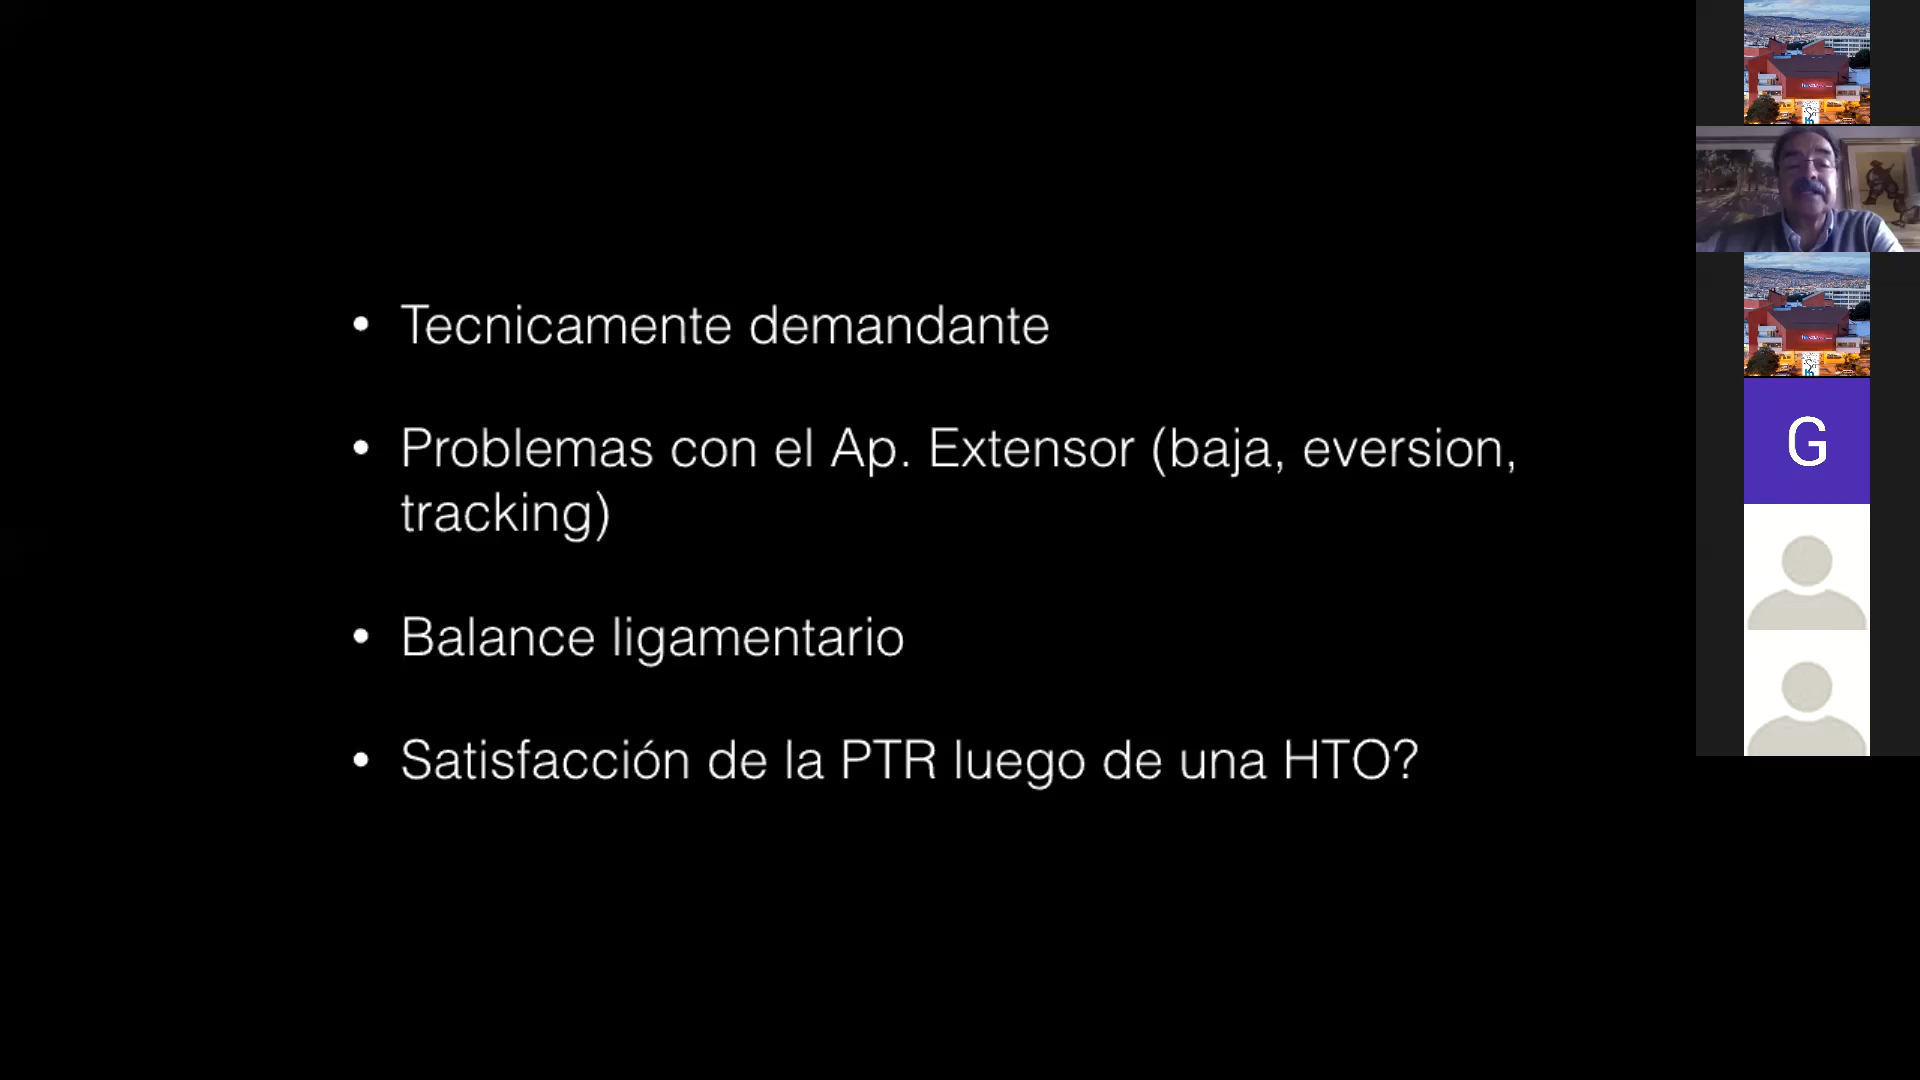 • Tecnicamente demandante
• Problemas con el Ap. Extensor (baja, eversion,
tracking)
• Balance ligamentario
• Satisfacción de la PTR luego de una HTO?
G